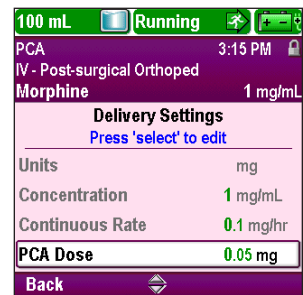 100 mL Running
PCA 3:15 PM
IV - Post-surgical Orthoped
Morphine 1 mg/mL
Delivery Settings
Press 'select' to edit
Units mg
Concentration 1 mg/mL
Continuous Rate 0.1 mg/hr
PCA Dose 0.05 mg
Back